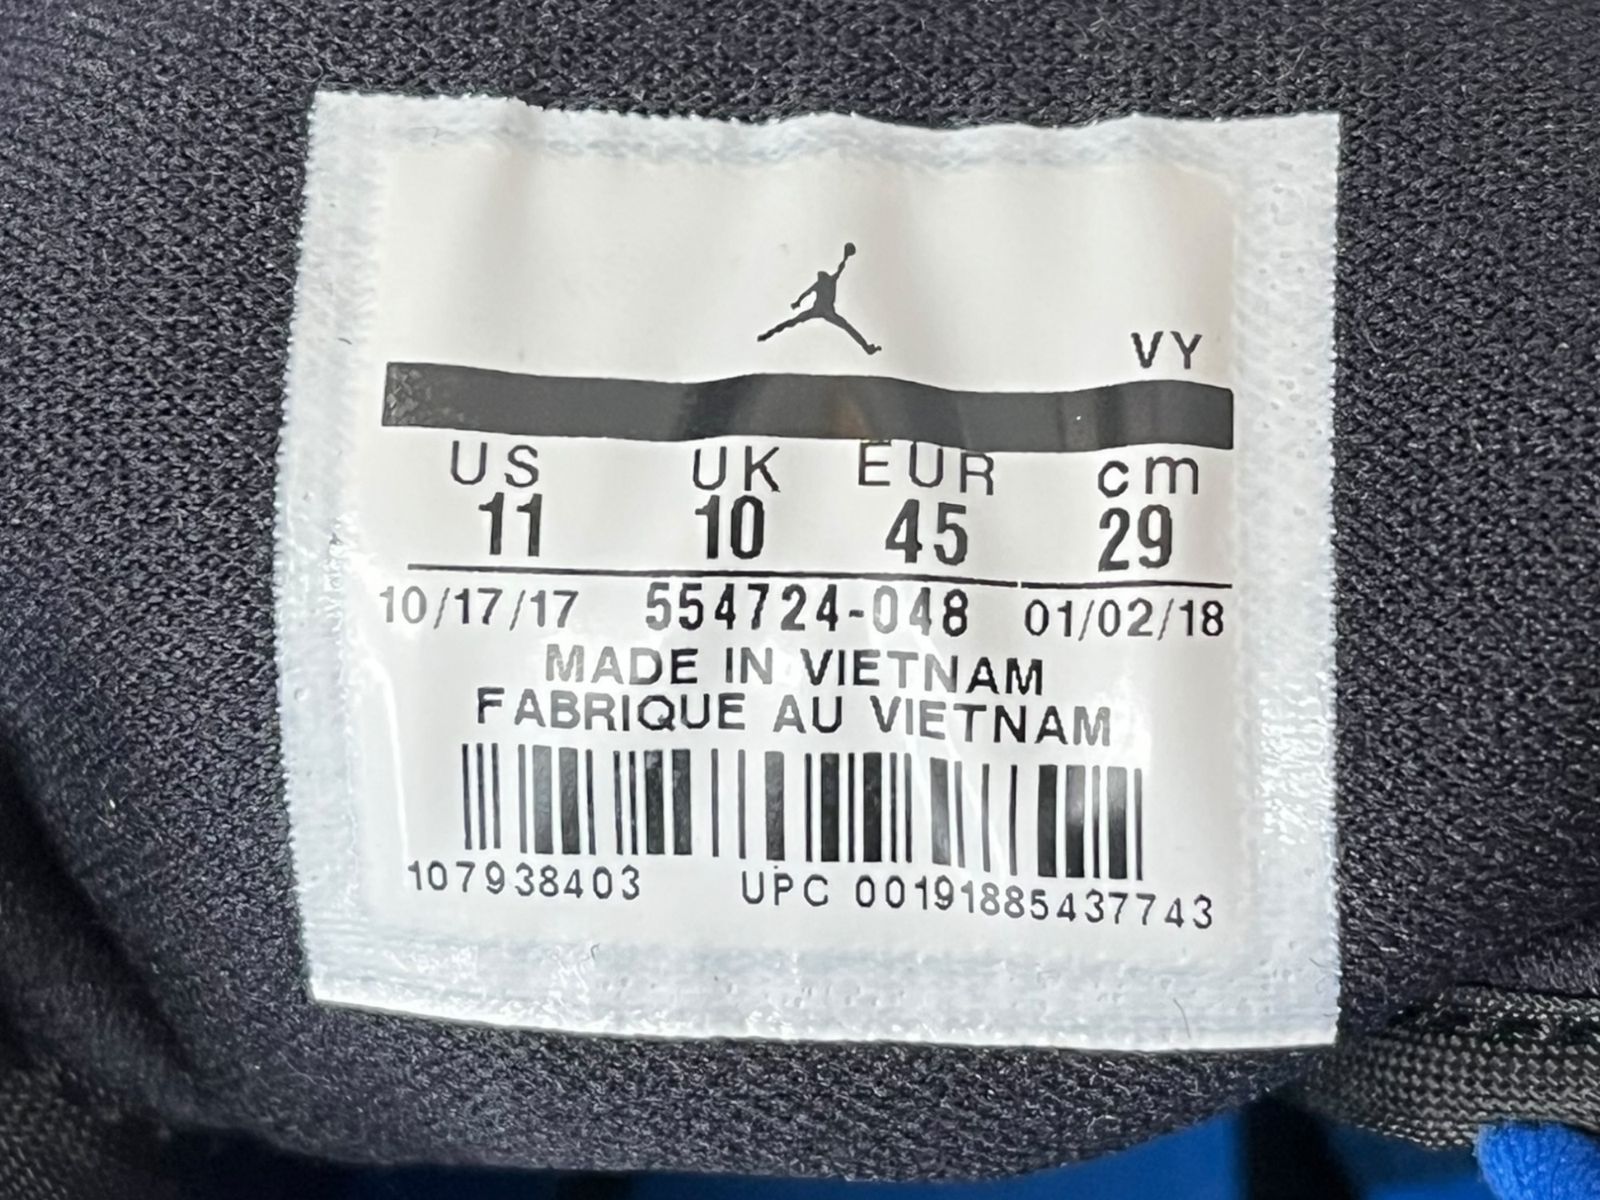 VY
US UK EUR cm
11 10 45 29
10/17/17 554724-048 01/02/18
MADE IN VIETNAM
FABRIQUE AU VIETNAM
107938403 UPC 00191885437743